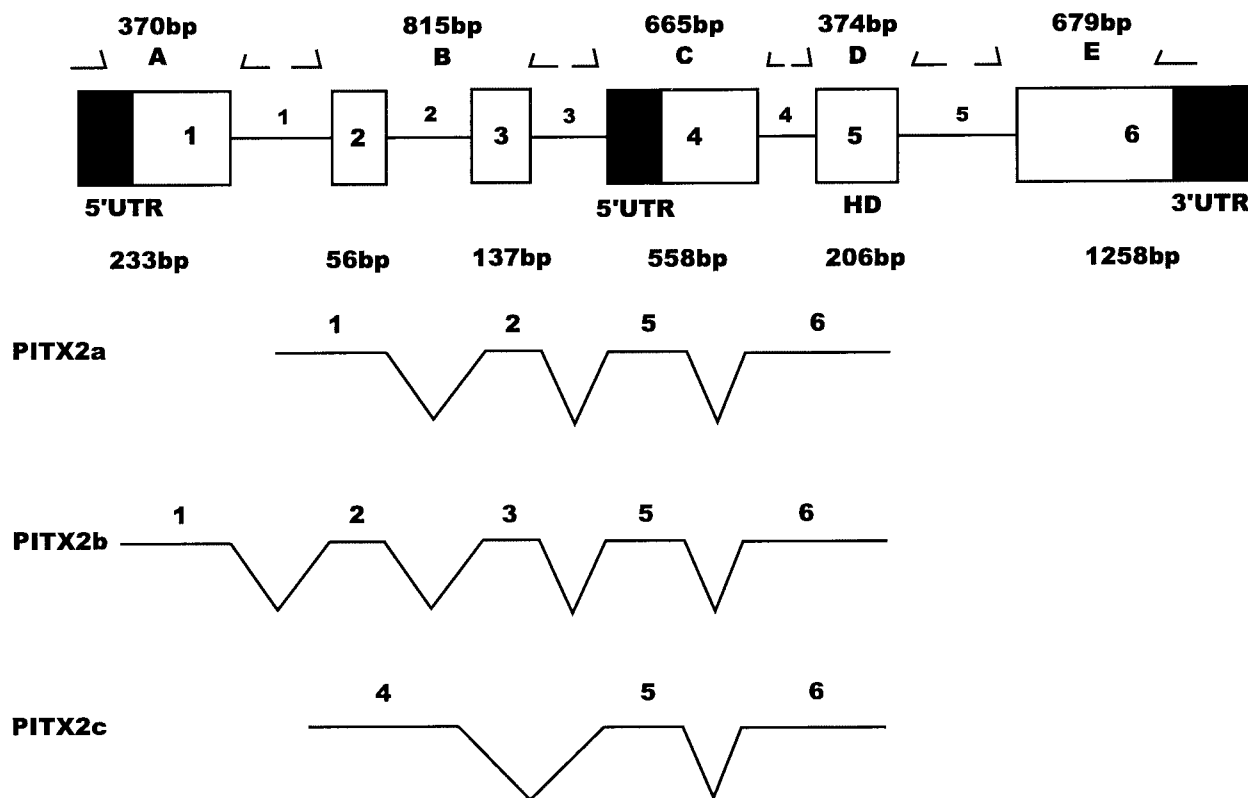 370bp 815bp 665bp 374bp 679bp
A B C D E
1 1 2 2 3 3 4 4 5 5 6
5'UTR 5'UTR HD 3'UTR
233bp 56bp 137bp 558bp 206bp 1258bp
1 2 5 6
PITX2a
1 2 3 5 6
PITX2b
4 5 6
PITX2c